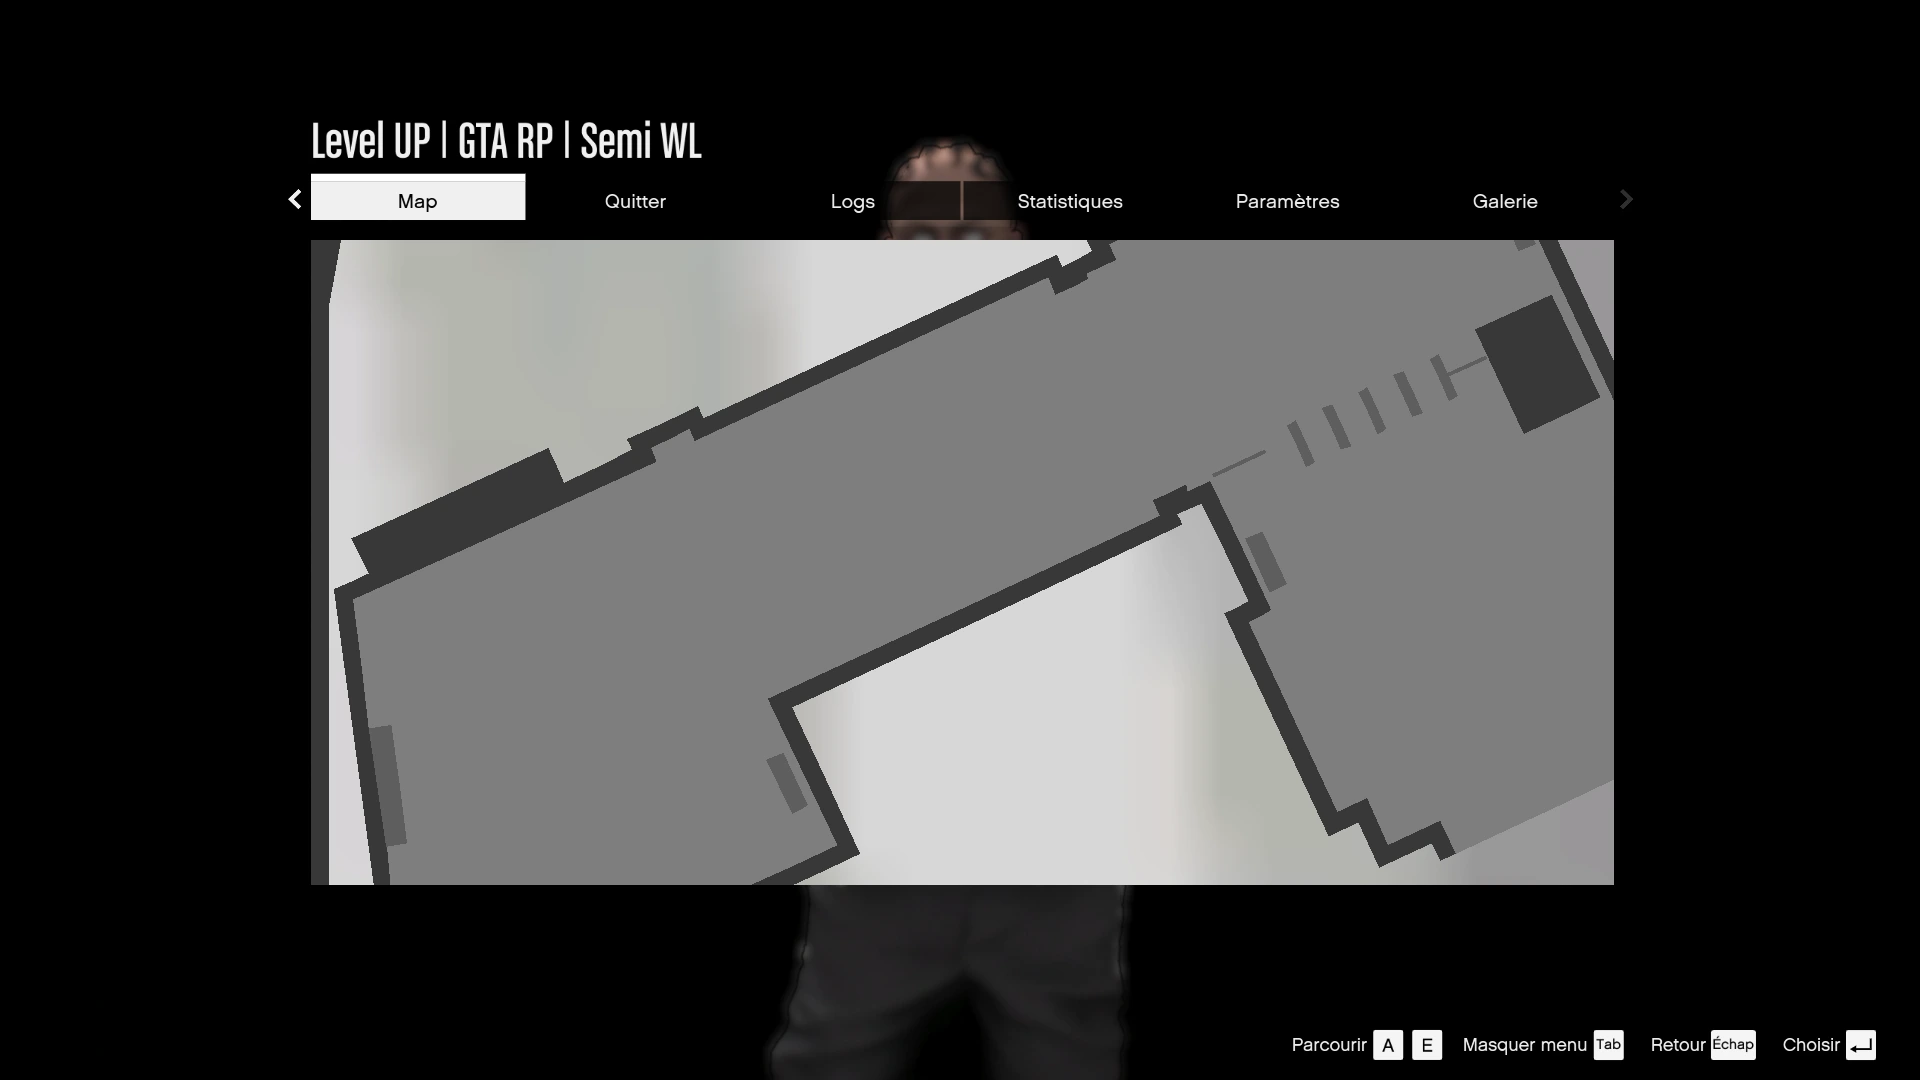 Level UP | GTA RP | Semi WL
Map Quitter Logs Statistiques Paramètres Galerie
Parcourir A E Masquer menu Tab Retour Échap Choisir